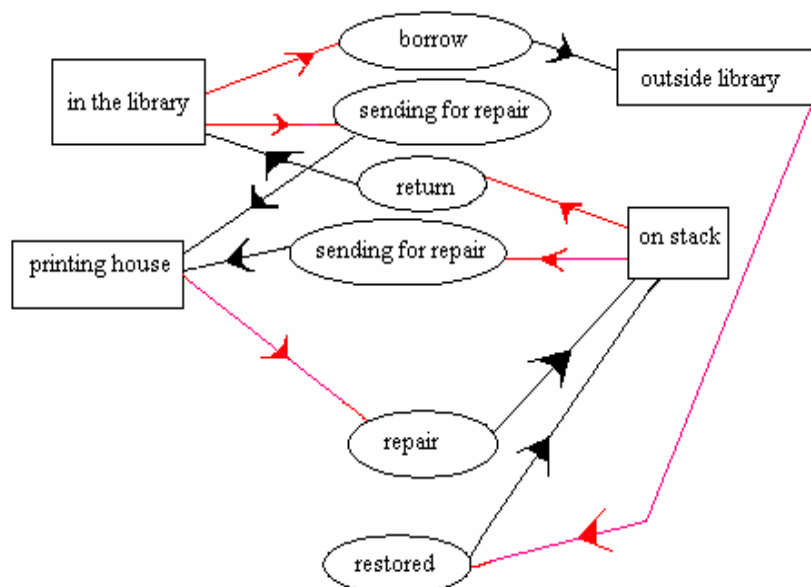 borrow
outside library
in the library
sending for repair
return
on stack
sending for repair
printing house
repair
restored